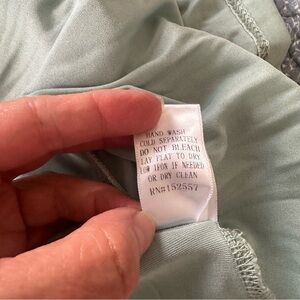 HAND WASH
COLD SEPARATELY
DO NOT BLEACH
LAY FLAT TO DRY
LOW IRON IF NEEDED
OR DRY CLEAN
RN#152557